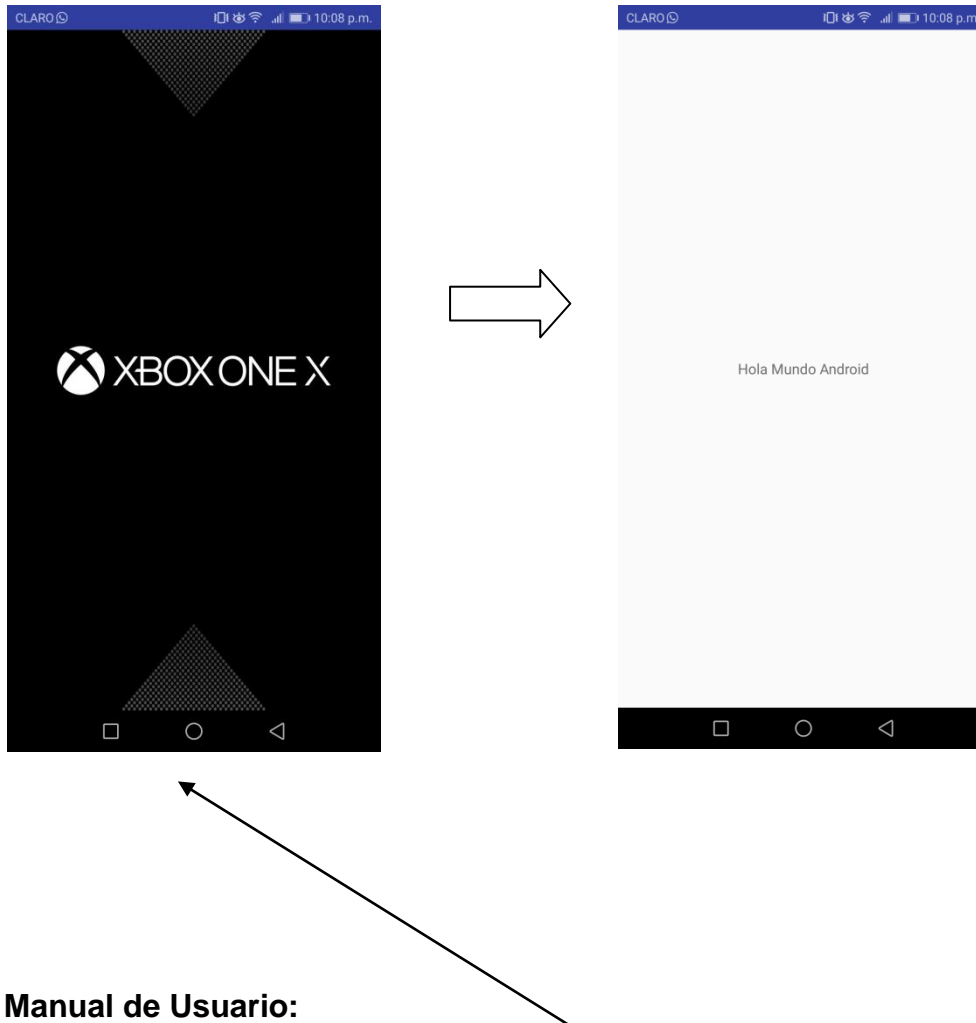 CLARO 10:08 p.m.
XBOX ONE X
CLARO 10:08 p.m
Hola Mundo Android
Manual de Usuario: